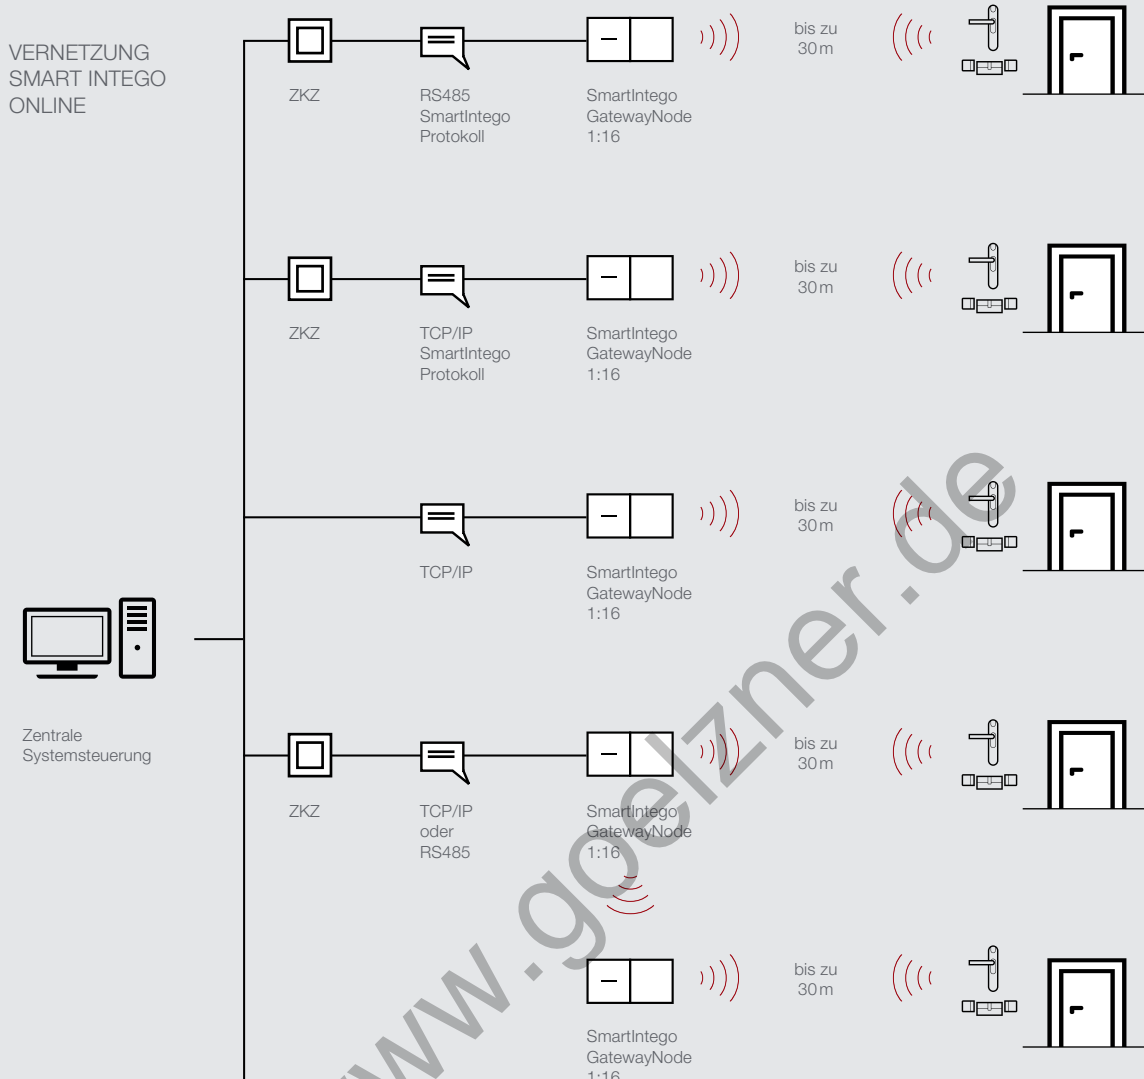 VERNETZUNG
SMART INTEGO
ONLINE
ZKZ
RS485
SmartIntego
Protokoll
SmartIntego
GatewayNode
1:16
bis zu
30 m
ZKZ
TCP/IP
SmartIntego
Protokoll
SmartIntego
GatewayNode
1:16
bis zu
30 m
TCP/IP
SmartIntego
GatewayNode
1:16
bis zu
30 m
Zentrale
Systemsteuerung
ZKZ
TCP/IP
oder
RS485
SmartIntego
GatewayNode
1:16
bis zu
30 m
SmartIntego
GatewayNode
1:16
bis zu
30 m
www.goelzner.de